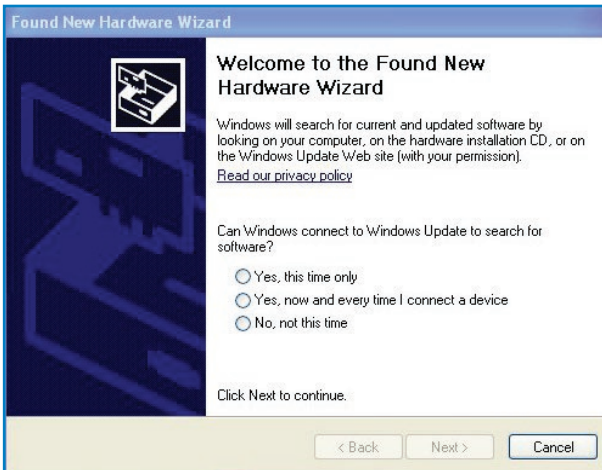 Found New Hardware Wizard
Welcome to the Found New
Hardware Wizard
Windows will search for current and updated software by
looking on your computer, on the hardware installation CD, or on
the Windows Update Web site (with your permission).
Read our privacy policy
Can Windows connect to Windows Update to search for
software?
Yes, this time only
Yes, now and every time I connect a device
No, not this time
Click Next to continue.
< Back Next > Cancel